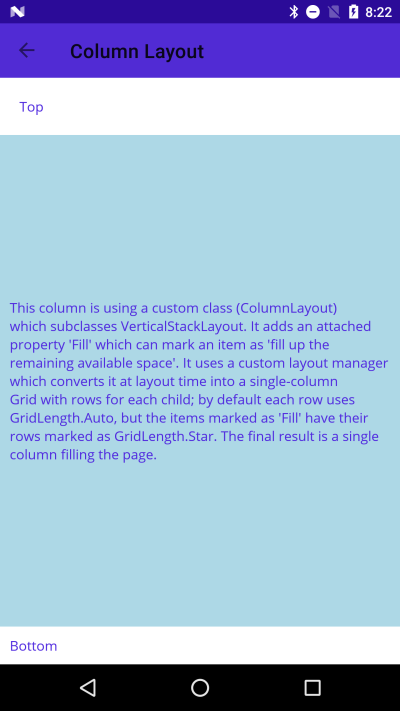 8:22
Column Layout
Top
This column is using a custom class (ColumnLayout)
which subclasses VerticalStackLayout. It adds an attached
property 'Fill' which can mark an item as 'fill up the
remaining available space'. It uses a custom layout manager
which converts it at layout time into a single-column
Grid with rows for each child; by default each row uses
GridLength.Auto, but the items marked as 'Fill' have their
rows marked as GridLength.Star. The final result is a single
column filling the page.
Bottom